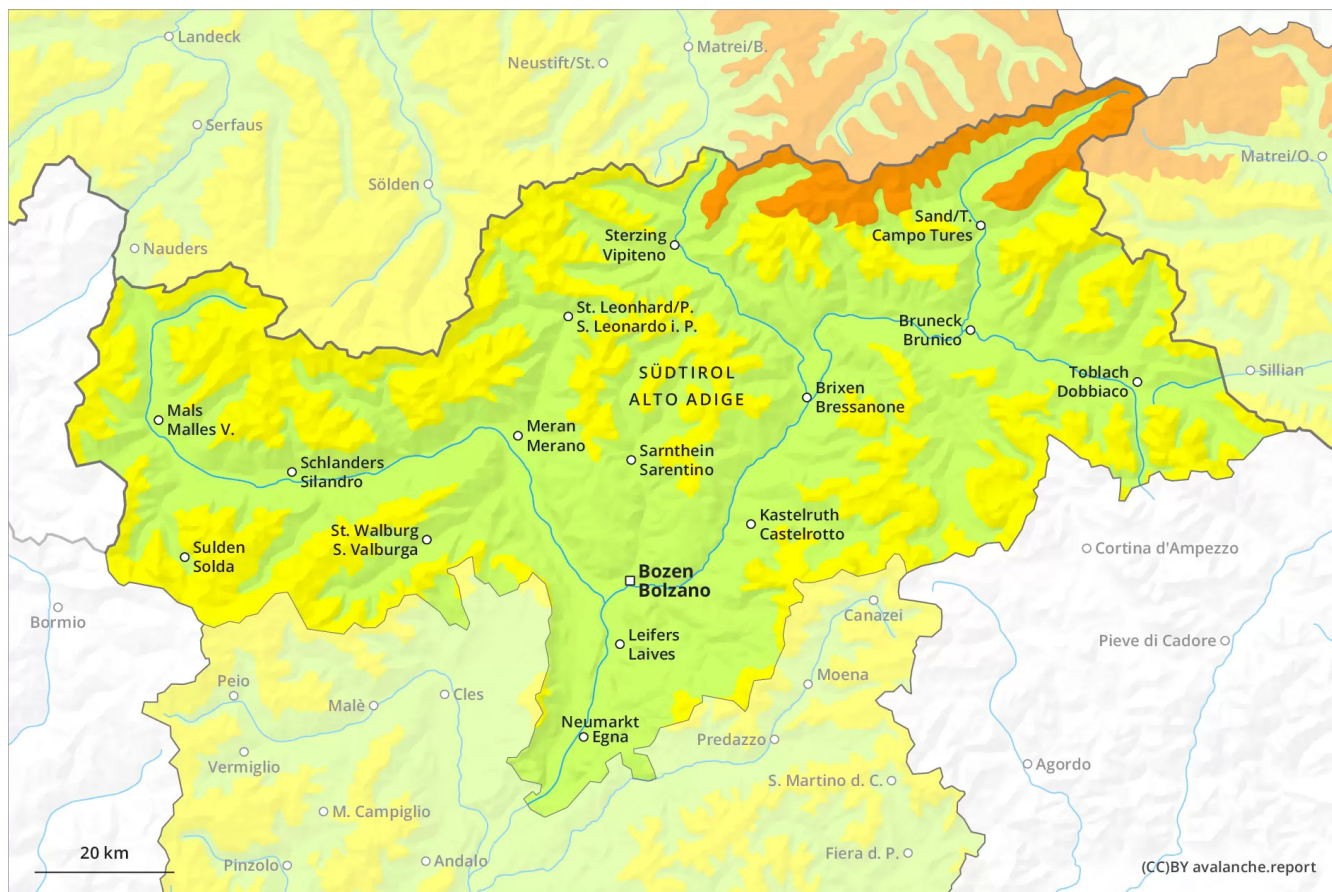 Landeck
Matrei/B.
Neustift/St.
Serfaus
Matrei/O.
Sölden
Nauders
Sand/T.
Campo Tures
Sterzing
Vipiteno
St. Leonhard/P.
S. Leonardo i. P.
Bruneck
Brunico
SÜDTIROL
ALTO ADIGE
Toblach
Dobbiaco
Sillian
Brixen
Bressanone
Mals
Malles V.
Meran
Merano
Sarnthein
Sarentino
Schlanders
Silandro
Kastelruth
Castelrotto
St. Walburg
S. Valburga
Sulden
Solda
Cortina d'Ampezzo
Bozen
Bolzano
Bormio
Canazei
Leifers
Laives
Pieve di Cadore
Peio
Moena
Malè
Cles
Neumarkt
Egna
Predazzo
Vermiglio
Agordo
S. Martino d. C.
M. Campiglio
20 km
Pinzolo
Andalo
Fiera d. P.
(CC)BY avalanche.report